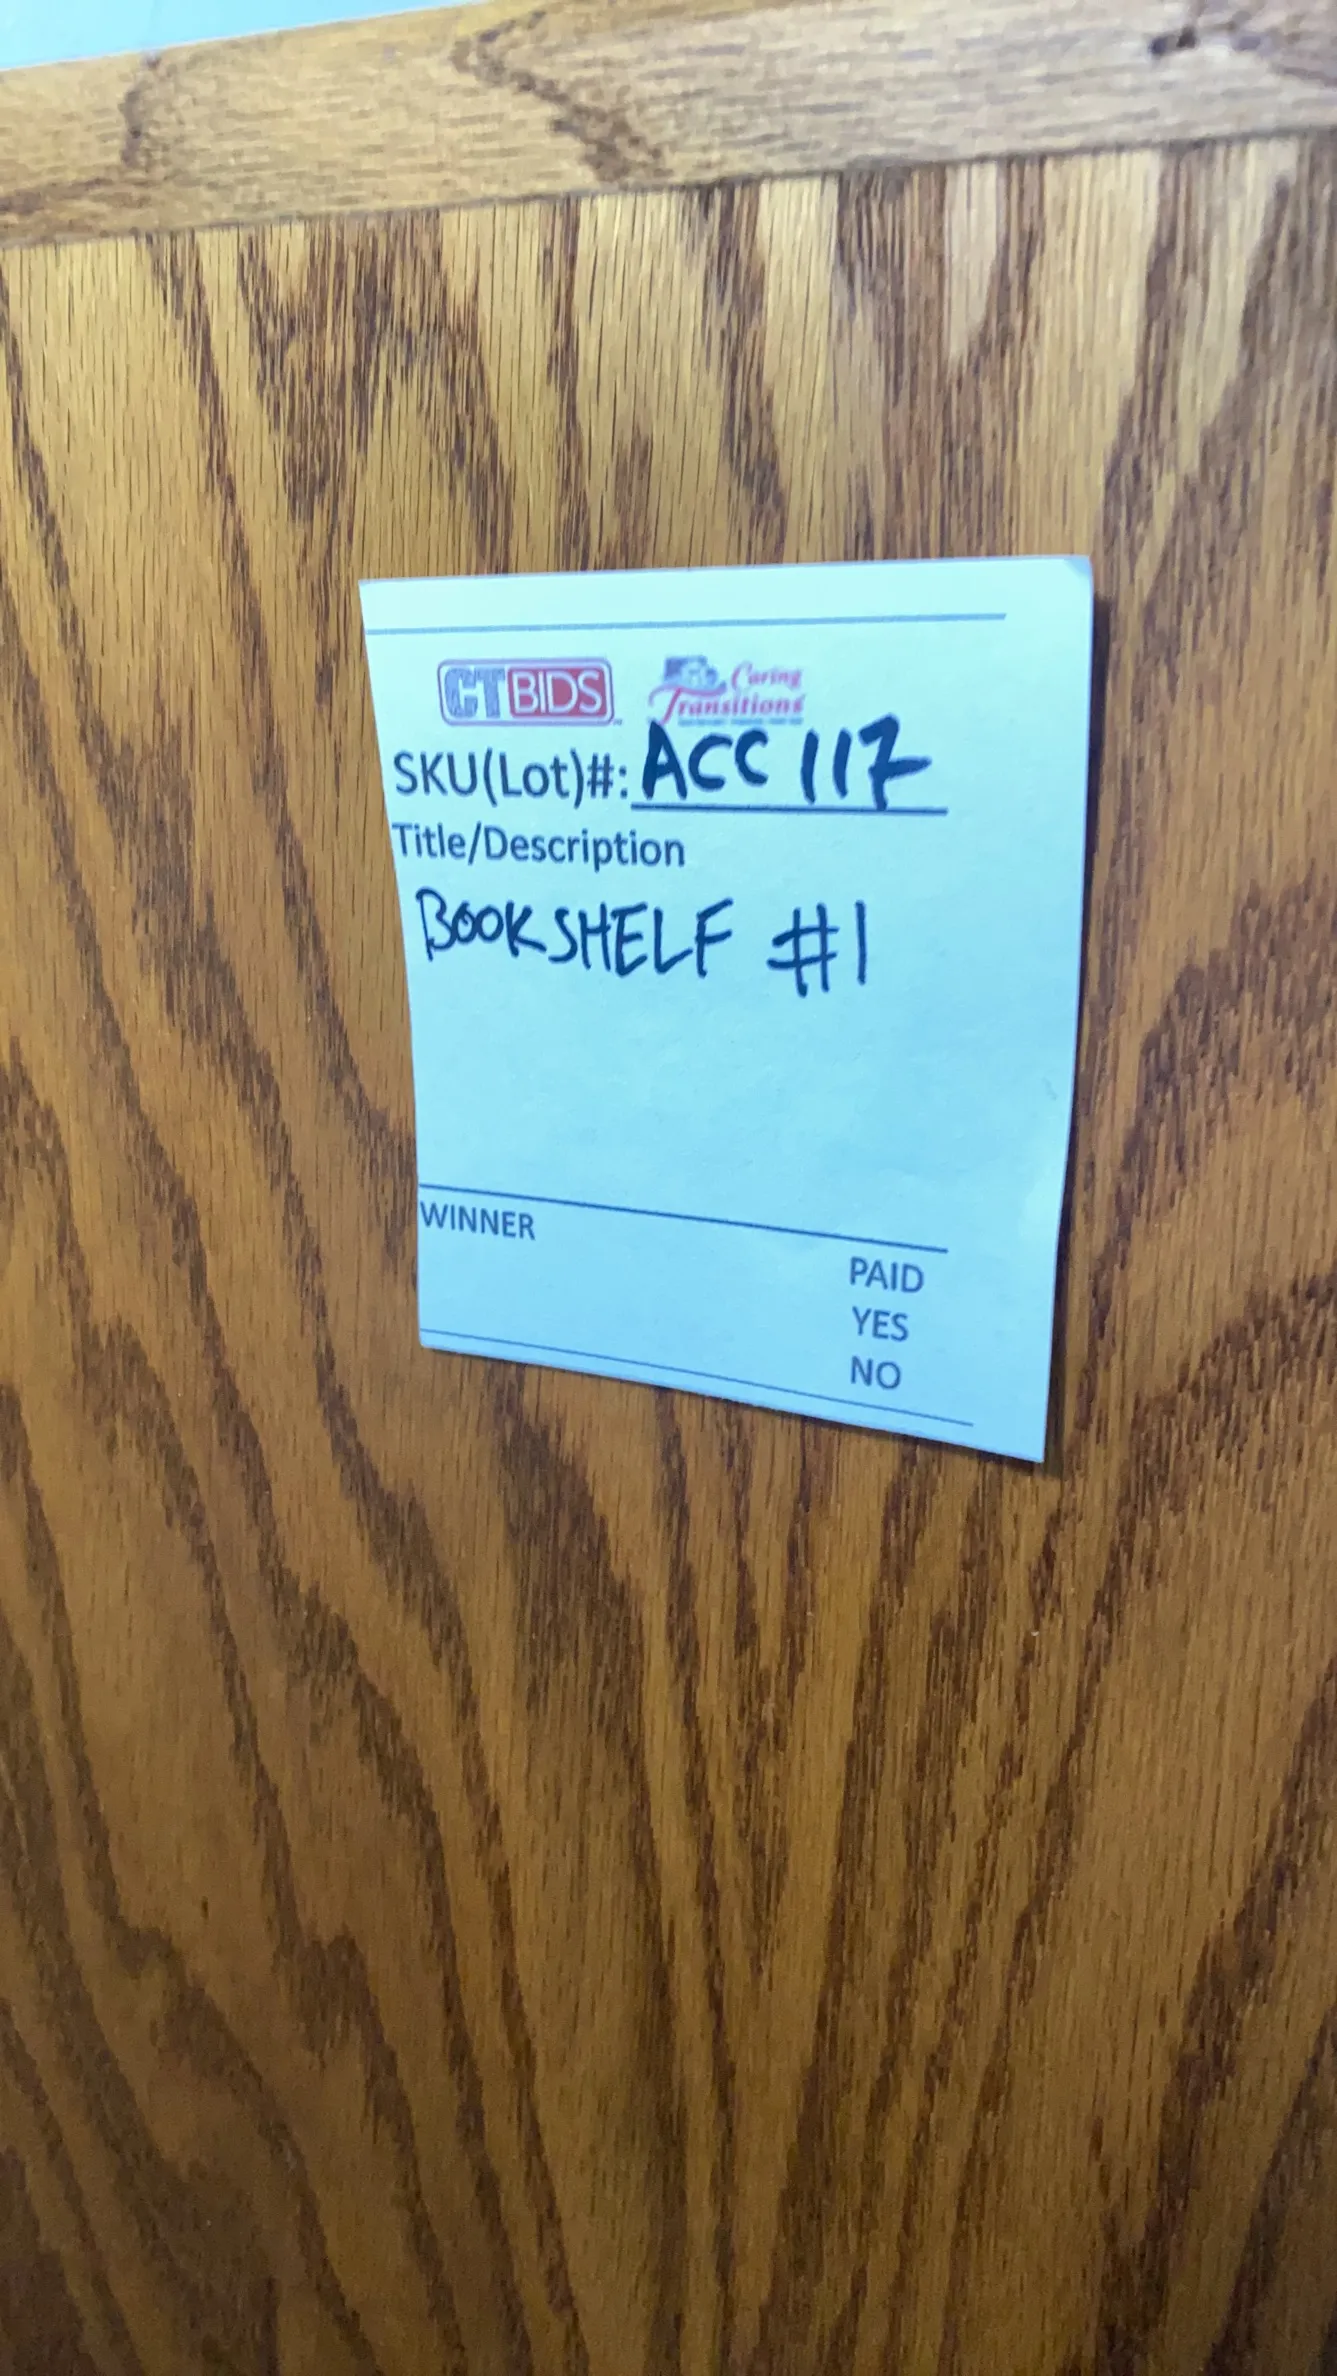 CTBIDS Caring Transitions
SKU(Lot)#: ACC 117
Title/Description
BOOKSHELF #1
WINNER
PAID
YES
NO